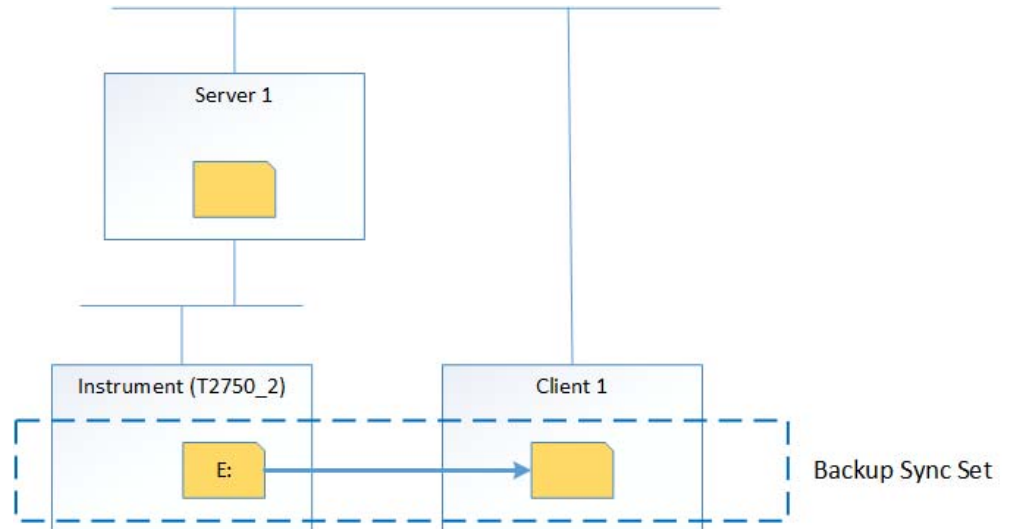 Server 1
Instrument (T2750_2)
Client 1
E:
Backup Sync Set